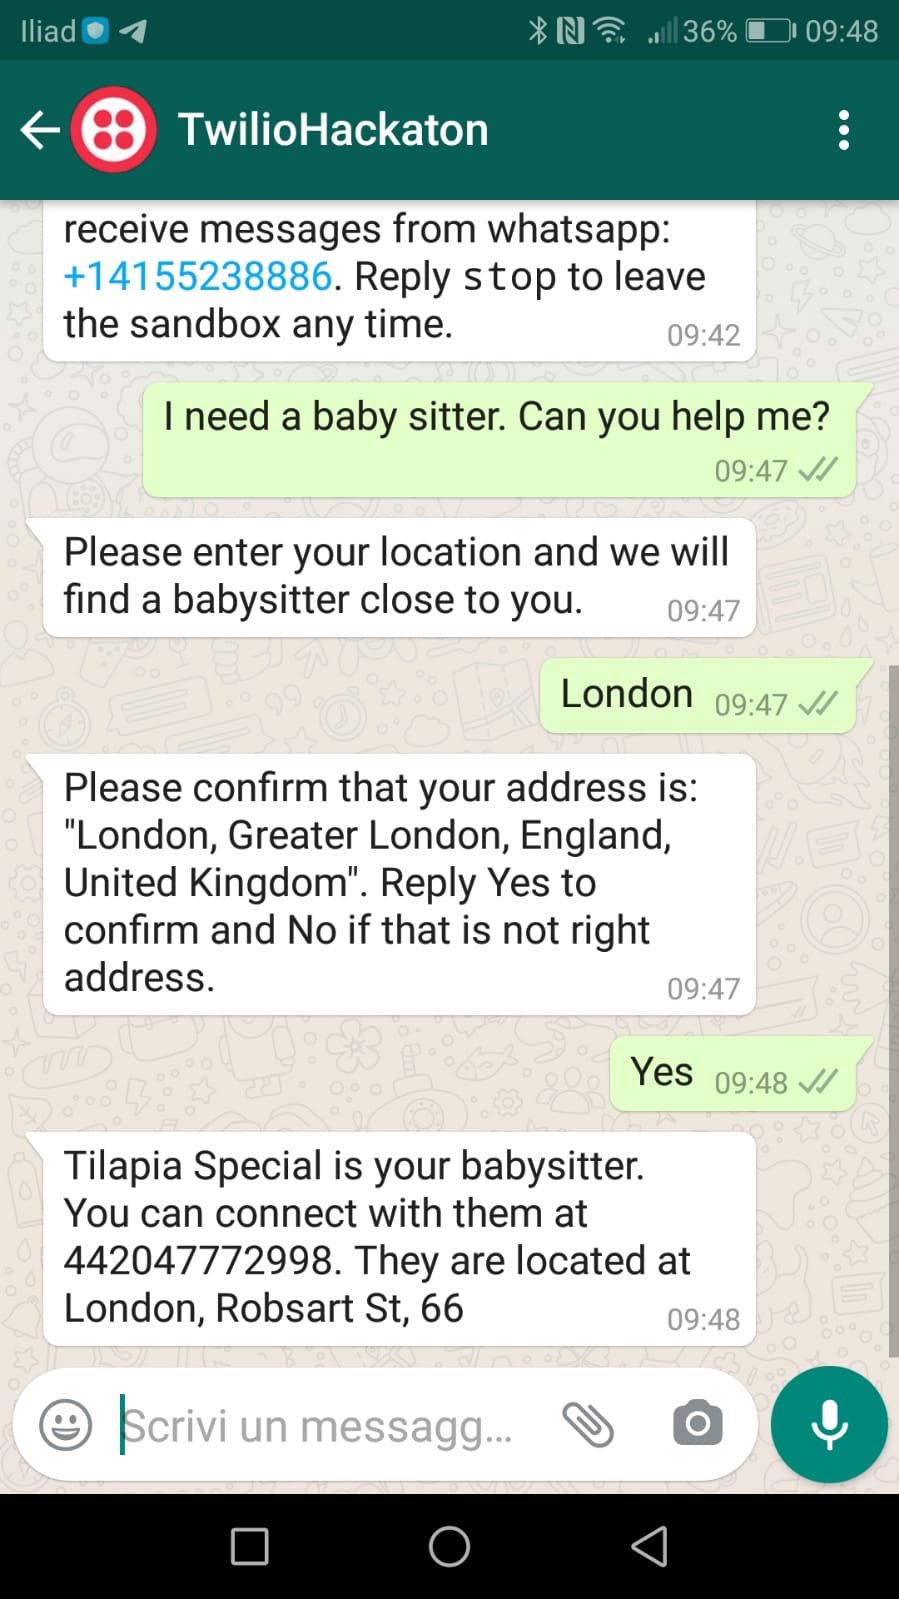 Iliad 36% 09:48
TwilioHackaton
receive messages from whatsapp:
+14155238886. Reply stop to leave
the sandbox any time. 09:42
I need a baby sitter. Can you help me?
09:47
Please enter your location and we will
find a babysitter close to you. 09:47
London 09:47
Please confirm that your address is:
"London, Greater London, England,
United Kingdom". Reply Yes to
confirm and No if that is not right
address. 09:47
Yes 09:48
Tilapia Special is your babysitter.
You can connect with them at
442047772998. They are located at
London, Robsart St, 66 09:48
Scrivi un messagg...